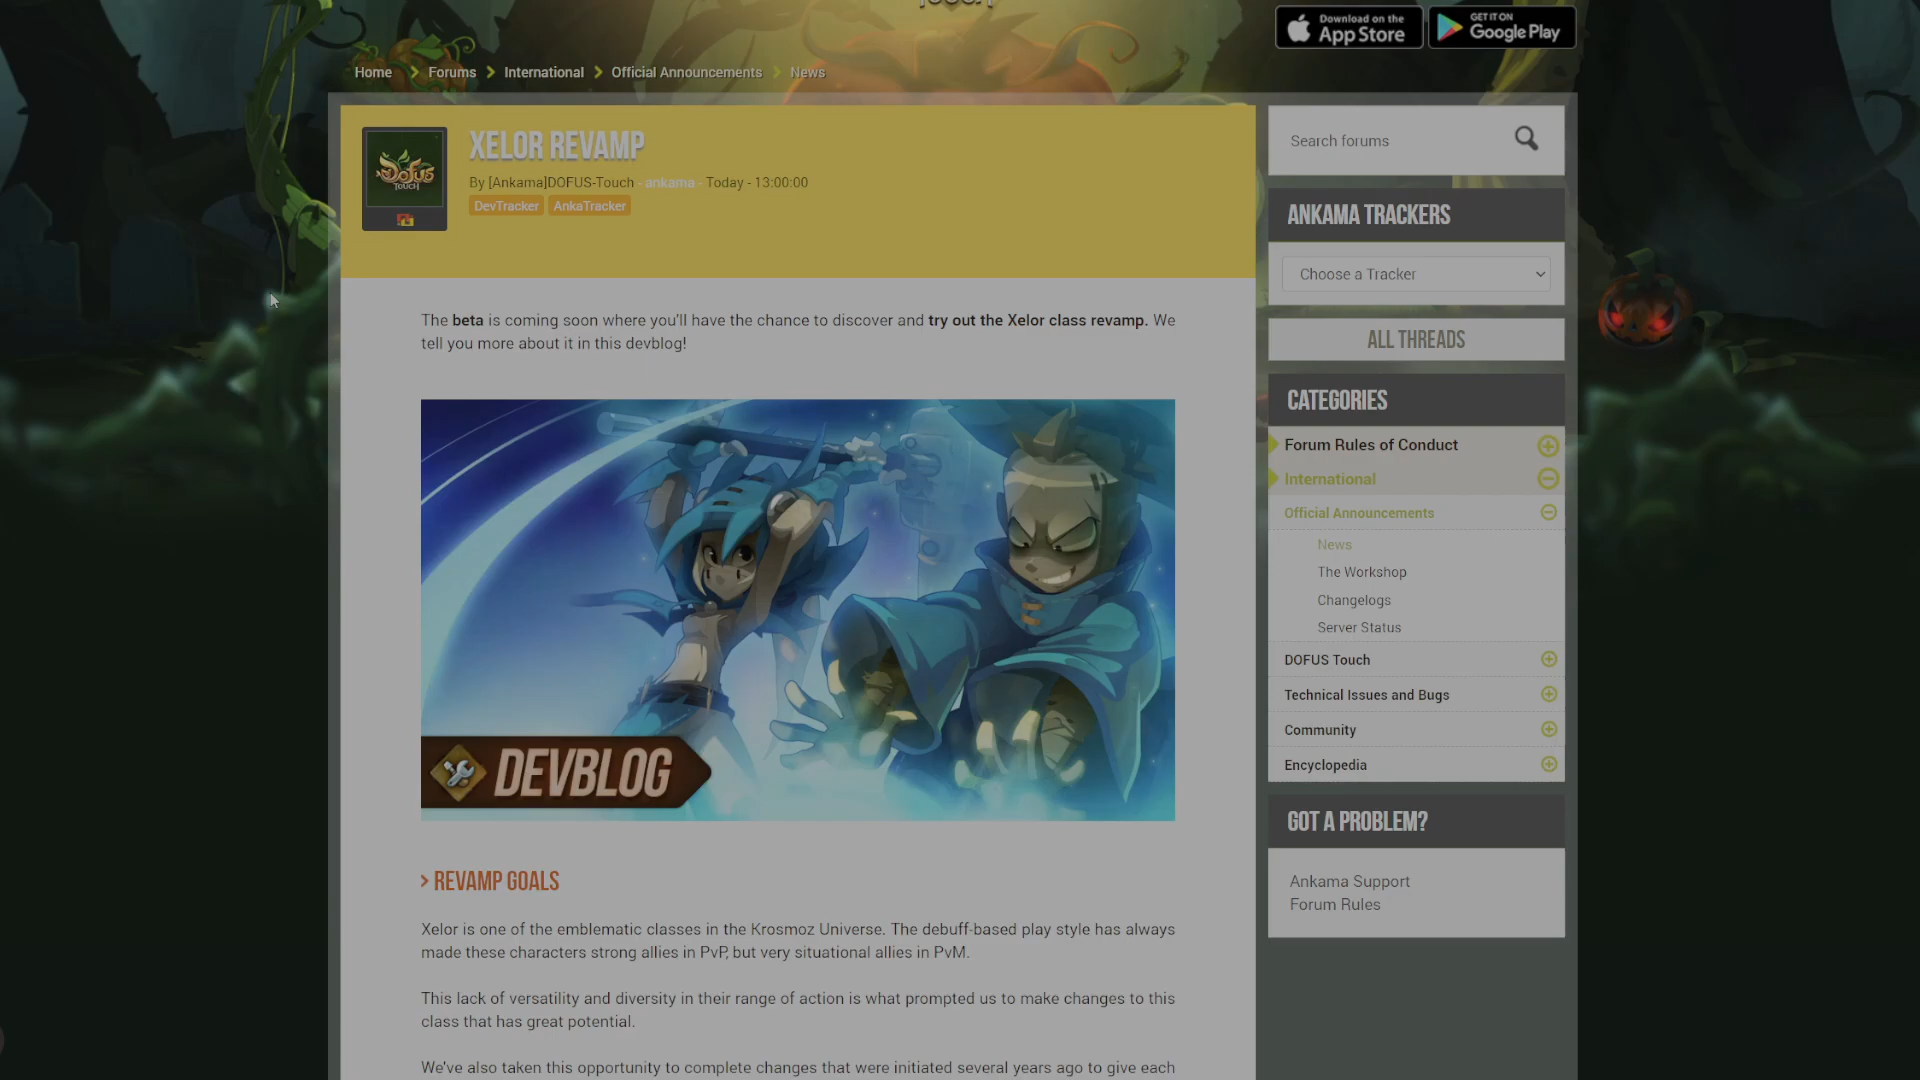 Download on the
App Store
GET IT ON
Google Play
Home
Forums
International
Official Announcements
News
DOFUS
TOUCH
XELOR REVAMP
By [Ankama]DOFUS-Touch - ankama - Today - 13:00:00
DevTracker
AnkaTracker
The beta is coming soon where you'll have the chance to discover and try out the Xelor class revamp. We
tell you more about it in this devblog!
DEVBLOG
> REVAMP GOALS
Xelor is one of the emblematic classes in the Krosmoz Universe. The debuff-based play style has always
made these characters strong allies in PvP, but very situational allies in PvM.
This lack of versatility and diversity in their range of action is what prompted us to make changes to this
class that has great potential.
We've also taken this opportunity to complete changes that were initiated several years ago to give each
Search forums
ANKAMA TRACKERS
Choose a Tracker
ALL THREADS
CATEGORIES
Forum Rules of Conduct
International
Official Announcements
News
The Workshop
Changelogs
Server Status
DOFUS Touch
Technical Issues and Bugs
Community
Encyclopedia
GOT A PROBLEM?
Ankama Support
Forum Rules